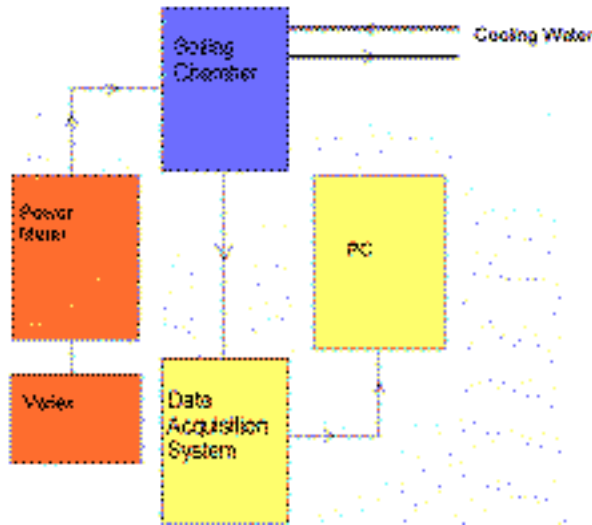 Boiling
Chamber
Cooling Water
Power
Meter
PC
Data
Acquisition
System